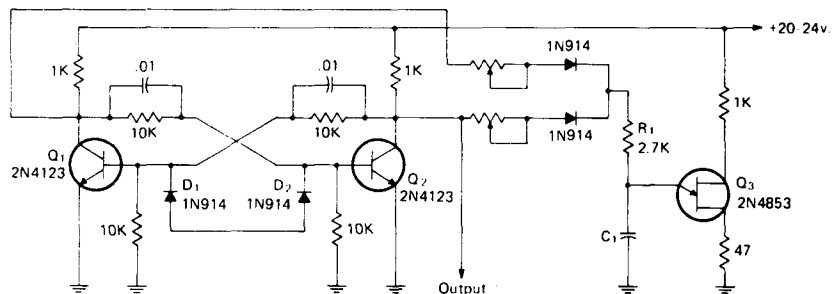 +20-24v.
1N914
1K
.01
.01
1K
1K
10K
10K
1N914
R1
2.7K
Q1
2N4123
D1
1N914
D2
1N914
Q2
2N4123
Q3
2N4853
10K
10K
C1
47
Output